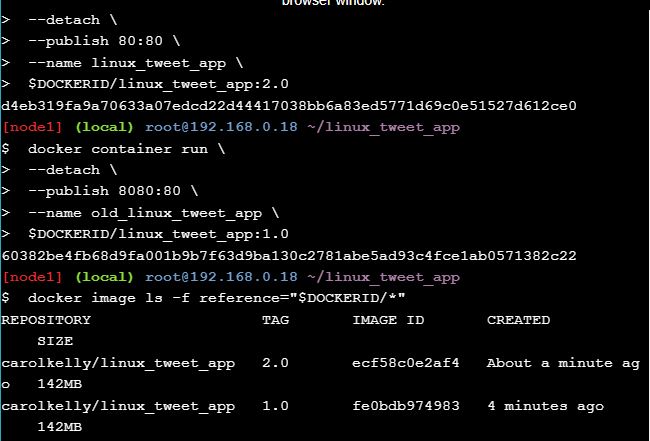 browser window.
>  --detach \
>  --publish 80:80 \
>  --name linux_tweet_app \
>  $DOCKERID/linux_tweet_app:2.0
d4eb319fa9a70633a07edcd22d44417038bb6a83ed5771d69c0e51527d612ce0
[node1] (local) root@192.168.0.18 ~/linux_tweet_app
$  docker container run \
>  --detach \
>  --publish 8080:80 \
>  --name old_linux_tweet_app \
>  $DOCKERID/linux_tweet_app:1.0
60382be4fb68d9fa001b9b7f63d9ba130c2781abe5ad93c4fce1ab0571382c22
[node1] (local) root@192.168.0.18 ~/linux_tweet_app
$  docker image ls -f reference="$DOCKERID/*"
REPOSITORY                   TAG       IMAGE ID       CREATED
    SIZE
carolkelly/linux_tweet_app   2.0       ecf58c0e2af4   About a minute ag
o   142MB
carolkelly/linux_tweet_app   1.0       fe0bdb974983   4 minutes ago
    142MB